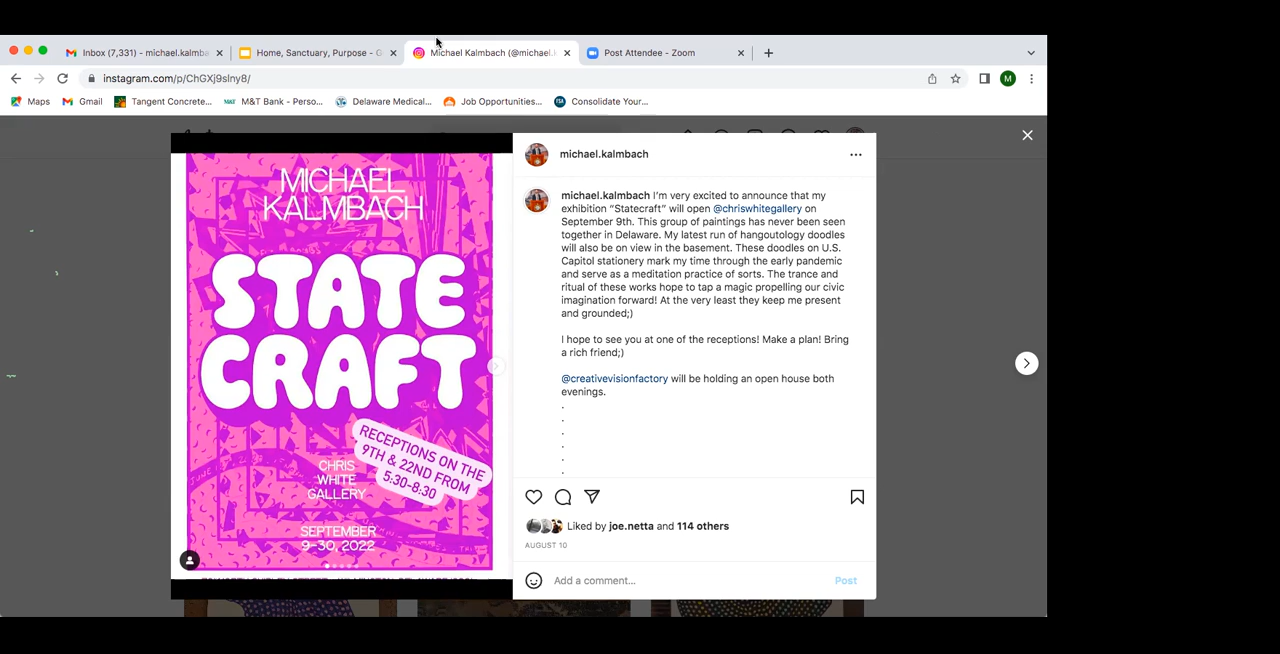 Inbox (7,331) - michael.kalmba
Home, Sanctuary, Purpose - G
Michael Kalmbach (@michael.k
Post Attendee - Zoom
instagram.com/p/ChGXj9slny8/
M
Maps
Gmail
Tangent Concrete...
M&T Bank - Perso...
Delaware Medical...
Job Opportunities...
Consolidate Your...
MICHAEL
KALMBACH
STATE
CRAFT
RECEPTIONS ON THE
9TH & 22ND FROM
5:30-8:30
CHRIS
WHITE
GALLERY
SEPTEMBER
9-30, 2022
michael.kalmbach
michael.kalmbach I'm very excited to announce that my
exhibition “Statecraft” will open @chriswhitegallery on
September 9th. This group of paintings has never been seen
together in Delaware. My latest run of hangoutology doodles
will also be on view in the basement. These doodles on U.S.
Capitol stationery mark my time through the early pandemic
and serve as a meditation practice of sorts. The trance and
ritual of these works hope to tap a magic propelling our civic
imagination forward! At the very least they keep me present
and grounded;)
I hope to see you at one of the receptions! Make a plan! Bring
a rich friend;)
@creativevisionfactory will be holding an open house both
evenings.
.
.
.
.
.
.
Liked by joe.netta and 114 others
AUGUST 10
Add a comment...
Post